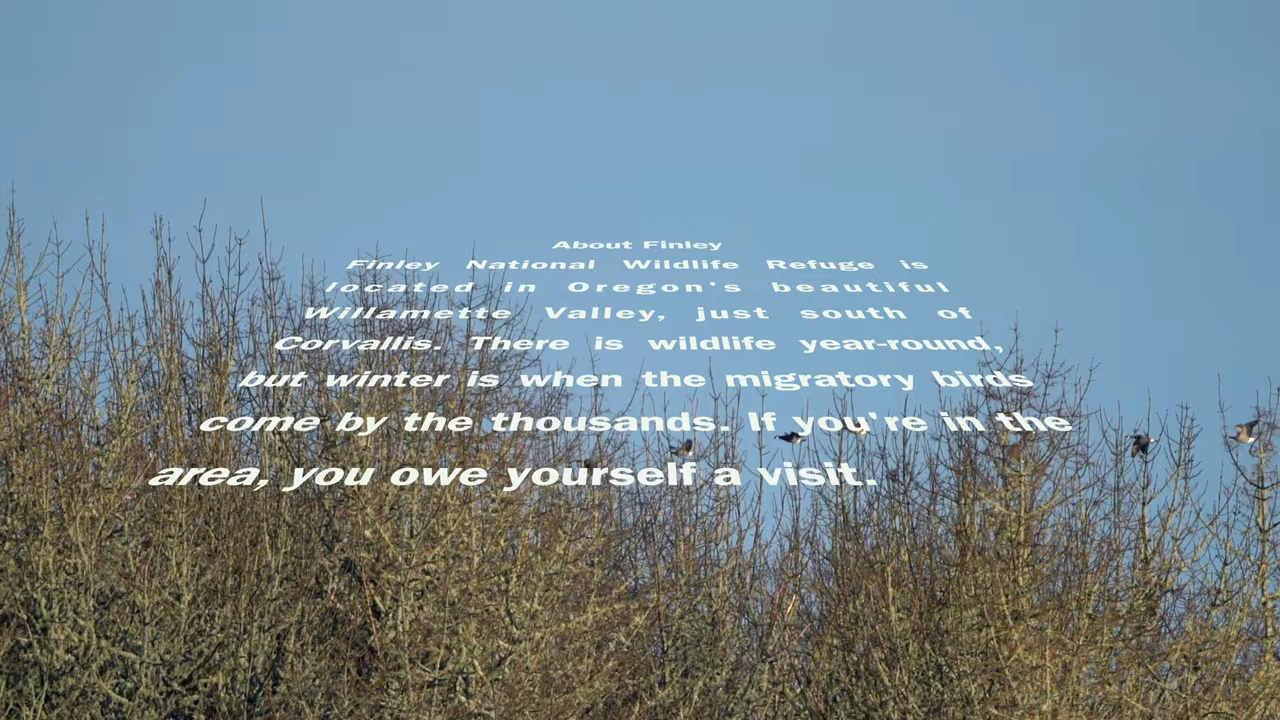 About Finley
Finley National Wildlife Refuge is
located in Oregon's beautiful
Willamette Valley, just south of
Corvallis. There is wildlife year-round,
but winter is when the migratory birds
come by the thousands. If you're in the
area, you owe yourself a visit.